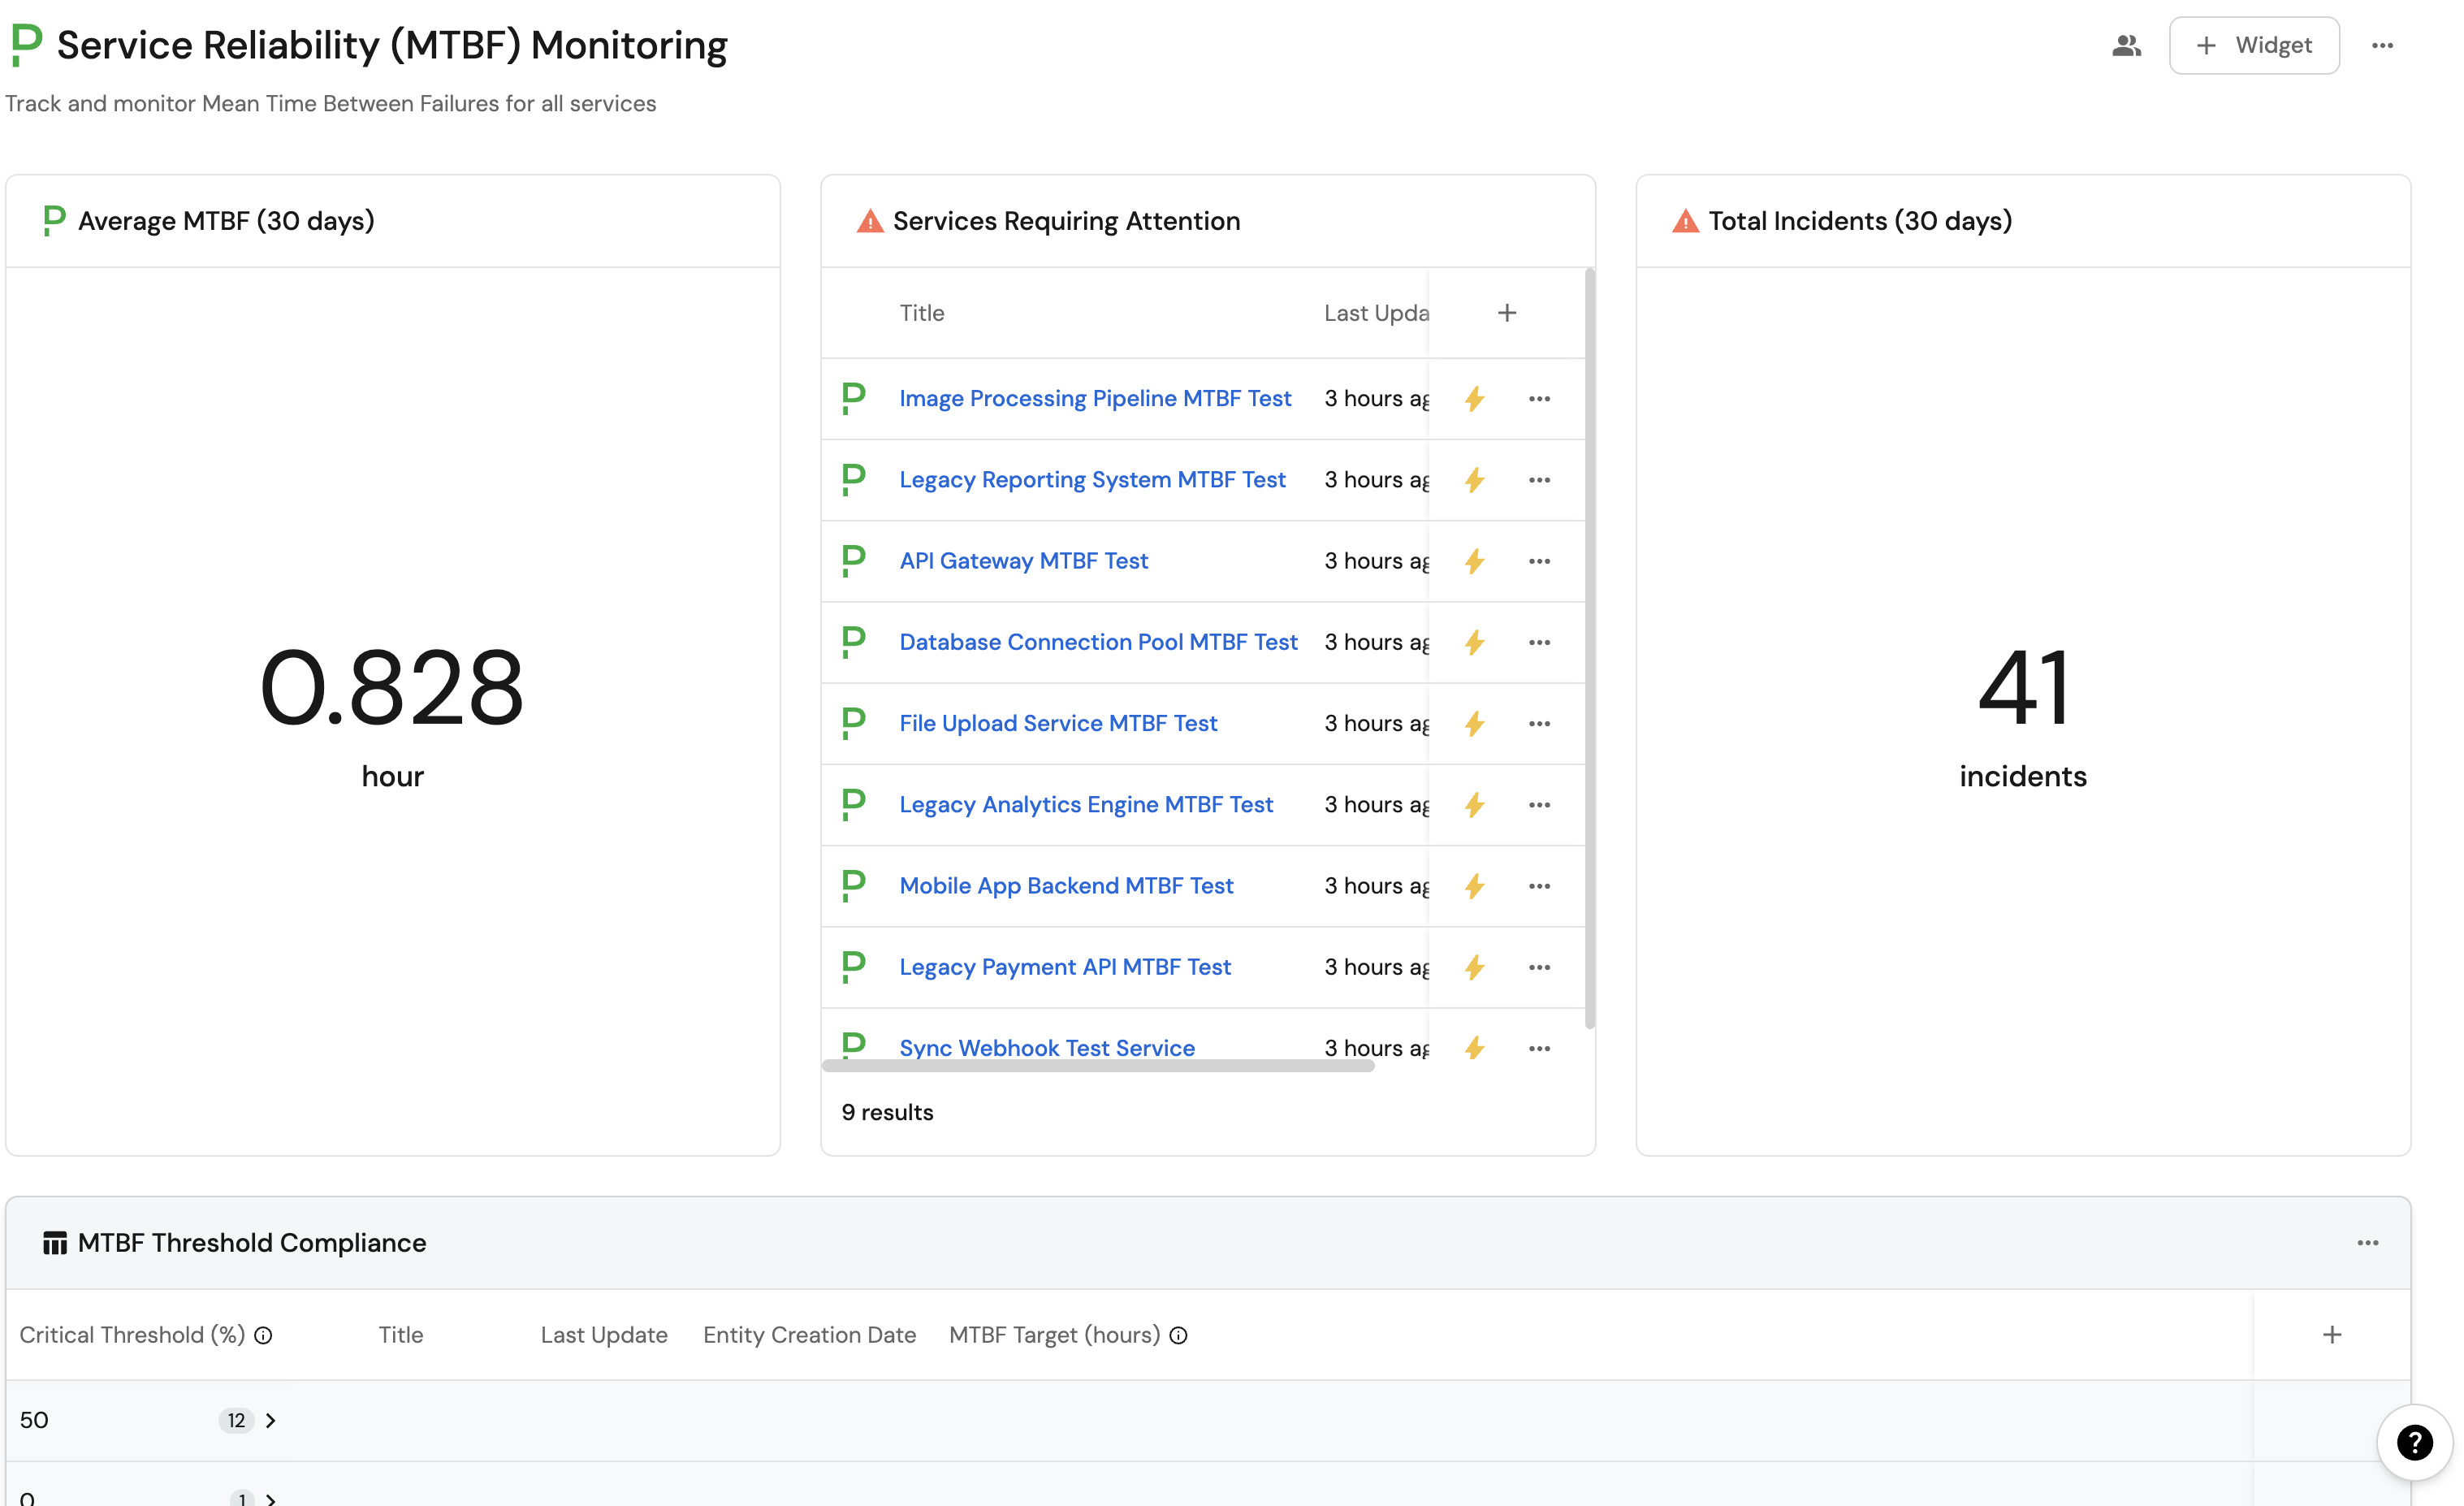 Service Reliability (MTBF) Monitoring
Widget
Track and monitor Mean Time Between Failures for all services
Average MTBF (30 days)
0.828
hour
Services Requiring Attention
Title Last Upda
Image Processing Pipeline MTBF Test 3 hours ag
Legacy Reporting System MTBF Test 3 hours ag
API Gateway MTBF Test 3 hours ag
Database Connection Pool MTBF Test 3 hours ag
File Upload Service MTBF Test 3 hours ag
Legacy Analytics Engine MTBF Test 3 hours ag
Mobile App Backend MTBF Test 3 hours ag
Legacy Payment API MTBF Test 3 hours ag
Sync Webhook Test Service 3 hours ag
9 results
Total Incidents (30 days)
41
incidents
MTBF Threshold Compliance
Critical Threshold (%) Title Last Update Entity Creation Date MTBF Target (hours)
50 12
0 1